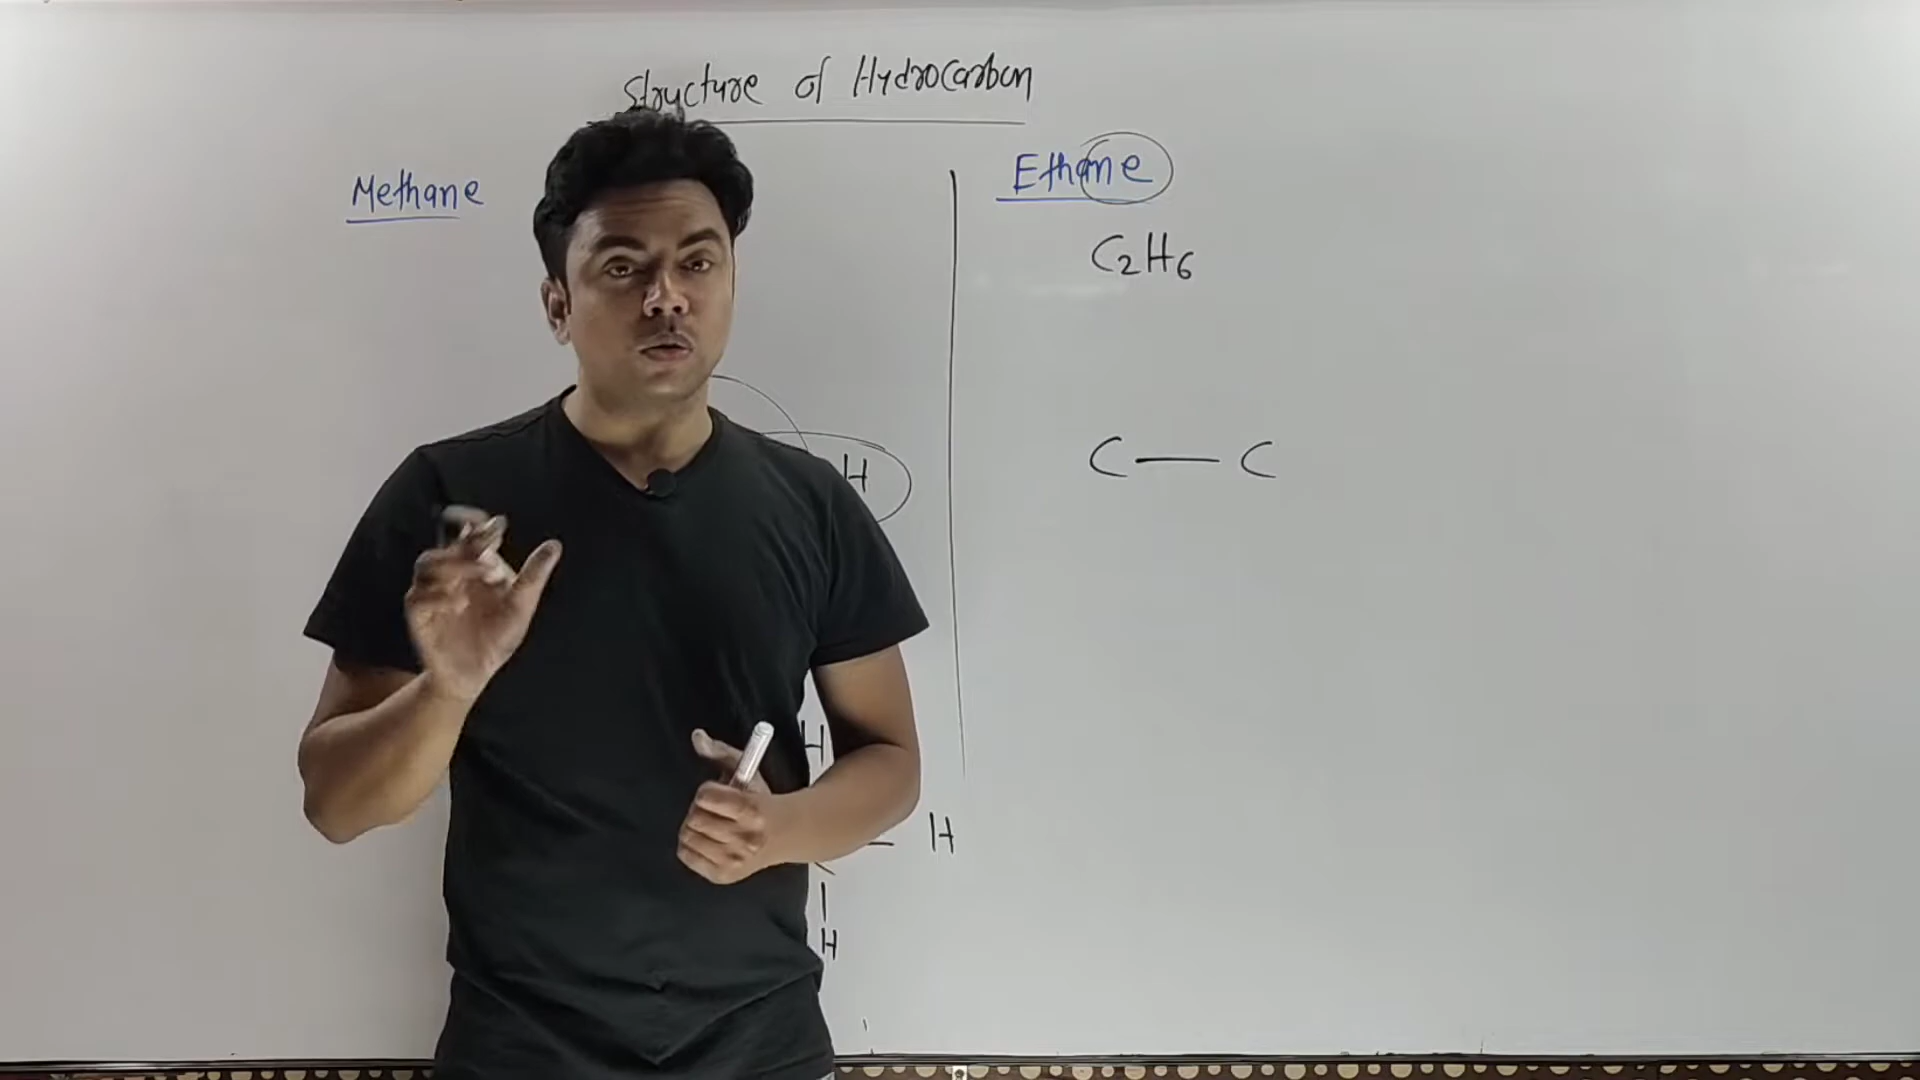 Structure of Hydrocarbon
Methane
H
H
H
H
Ethane
C2H6
C — C